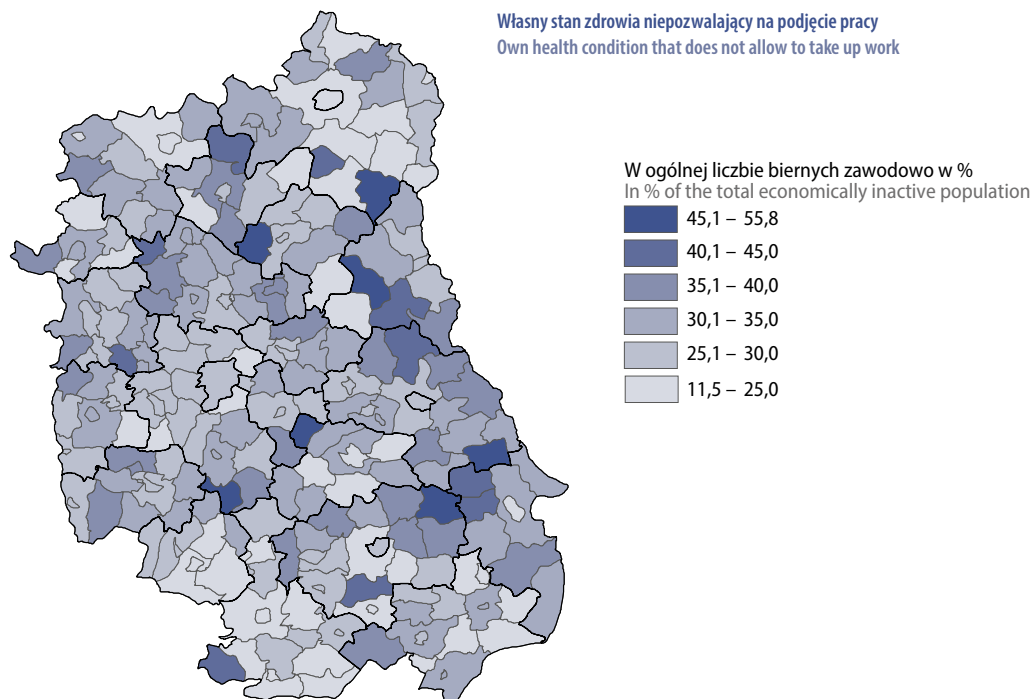 Własny stan zdrowia niepozwalający na podjęcie pracy
Own health condition that does not allow to take up work
W ogólnej liczbie biernych zawodowo w %
In % of the total economically inactive population
45,1 – 55,8
40,1 – 45,0
35,1 – 40,0
30,1 – 35,0
25,1 – 30,0
11,5 – 25,0